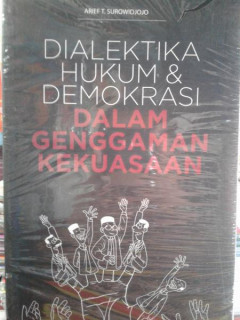 ARIEF T. SUROWIDJOJO
DIALEKTIKA
HUKUM &
DEMOKRASI
DALAM
GENGGAMAN
KEKUASAAN